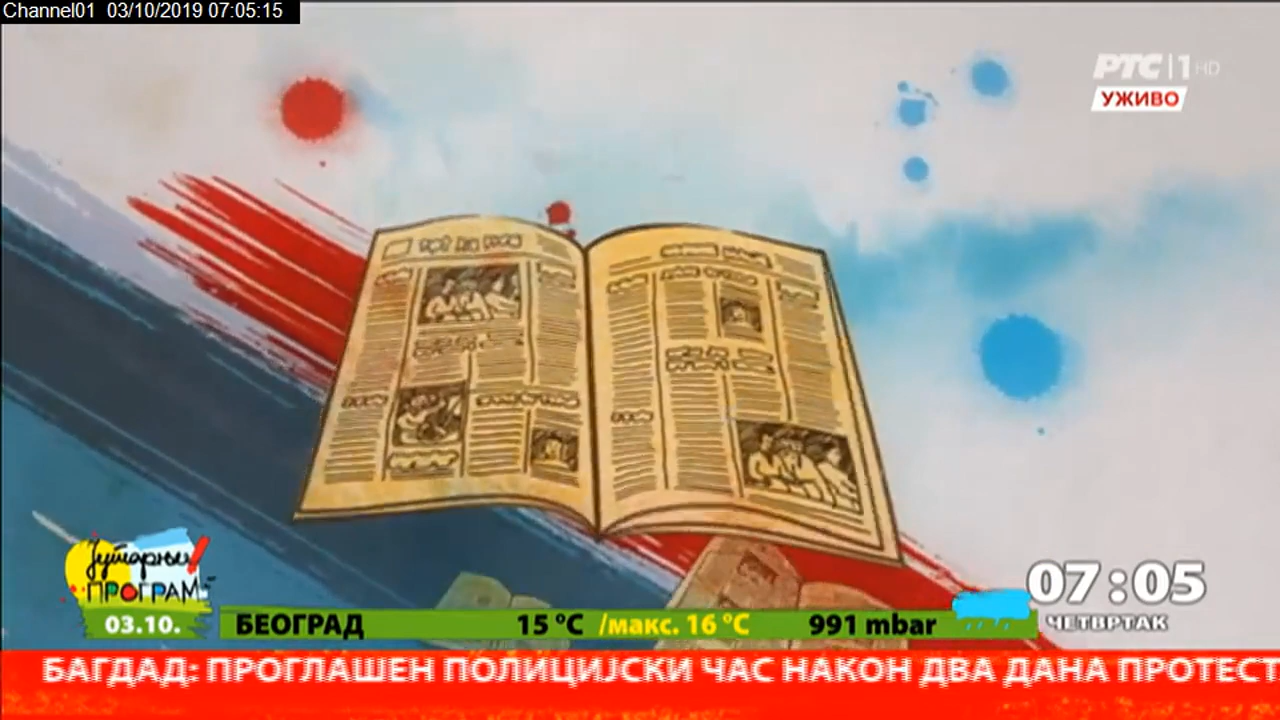 Channel01 03/10/2019 07:05:15
РТС|1 HD
УЖИВО
Јутарњи
ПРОГРАМ
03.10.
БЕОГРАД 15 °C /макс. 16 °C 991 mbar
07:05
ЧЕТВРТАК
БАГДАД: ПРОГЛАШЕН ПОЛИЦИЈСКИ ЧАС НАКОН ДВА ДАНА ПРОТЕСТ